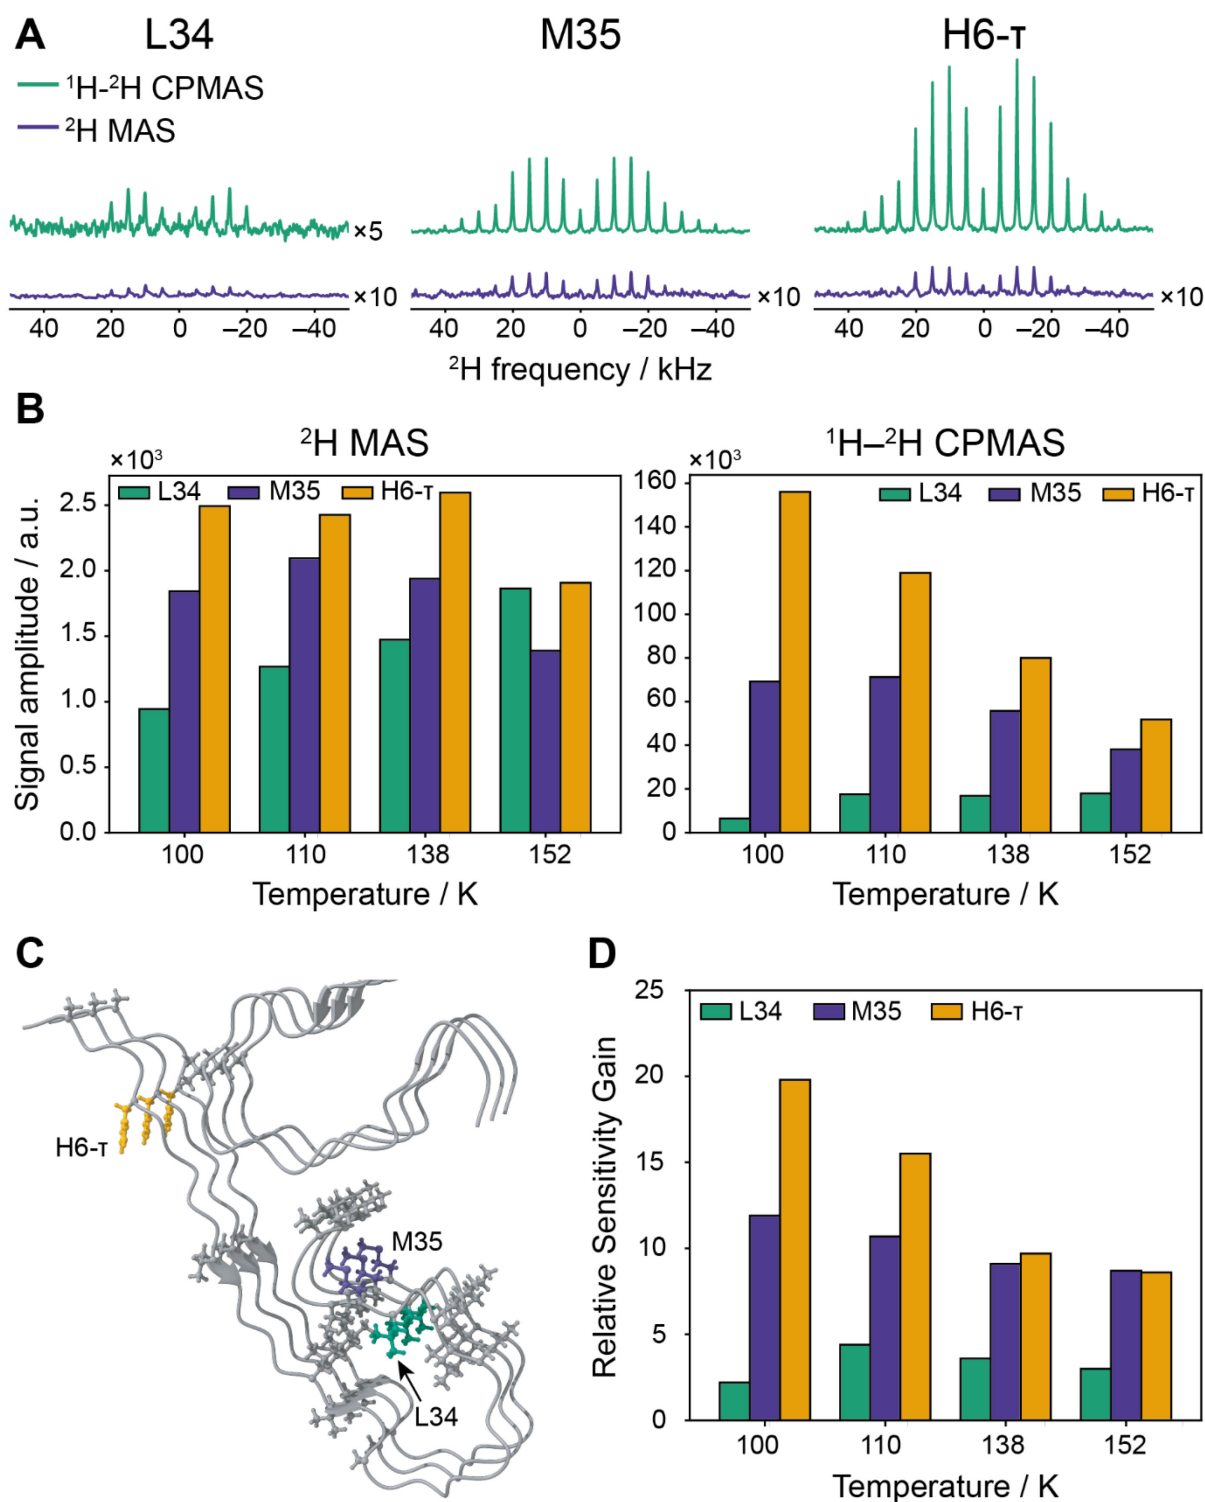 A
L34
M35
H6-τ
¹H-²H CPMAS
²H MAS
×5
×10
×10
×10
40 20 0 −20 −40
40 20 0 −20 −40
40 20 0 −20 −40
²H frequency / kHz
B
²H MAS
×10³
L34 M35 H6-τ
2.5
2.0
1.5
1.0
0.5
0.0
Signal amplitude / a.u.
100 110 138 152
Temperature / K
¹H–²H CPMAS
×10³
L34 M35 H6-τ
160
140
120
100
80
60
40
20
0
100 110 138 152
Temperature / K
C
H6-τ
M35
L34
D
L34 M35 H6-τ
25
20
15
10
5
0
Relative Sensitivity Gain
100 110 138 152
Temperature / K